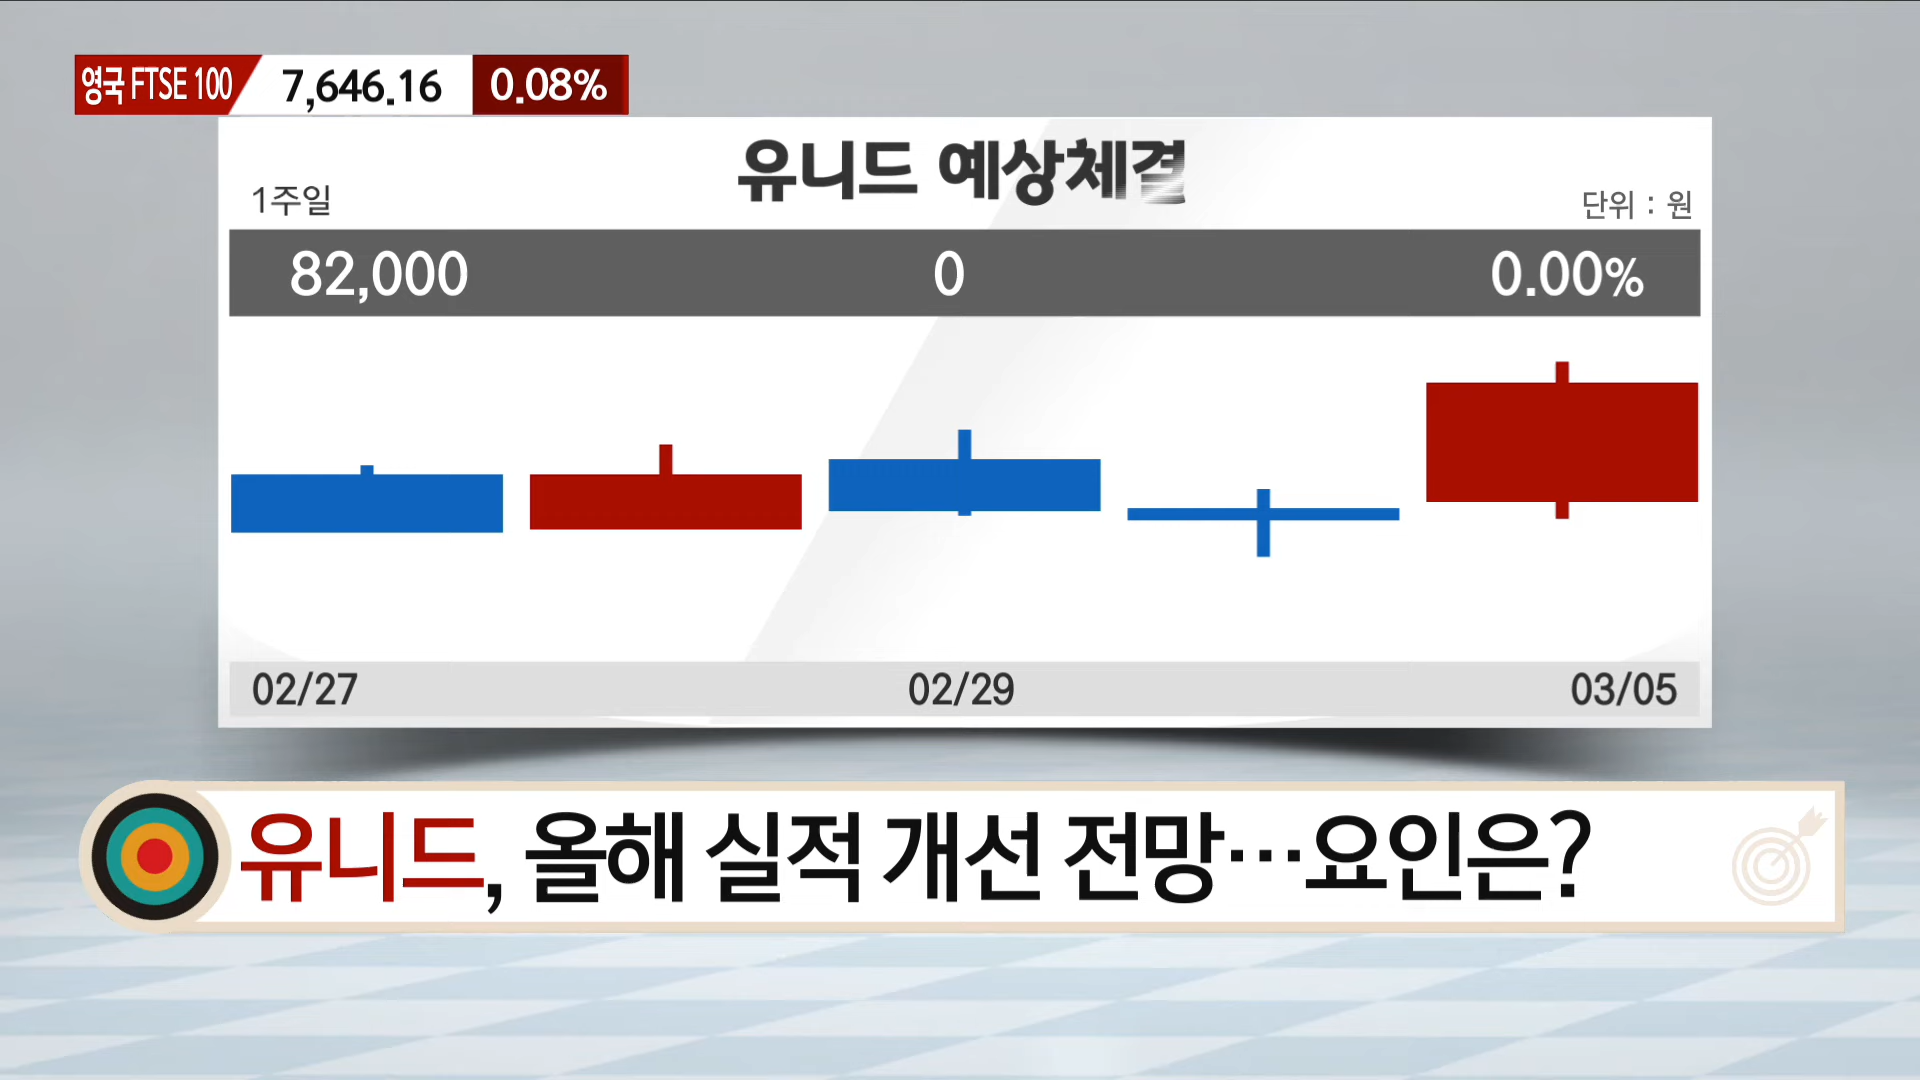 영국 FTSE 100 7,646.16 0.08%
유니드 예상체결
1주일 단위 : 원
82,000 0 0.00%
02/27 02/29 03/05
유니드, 올해 실적 개선 전망…요인은?